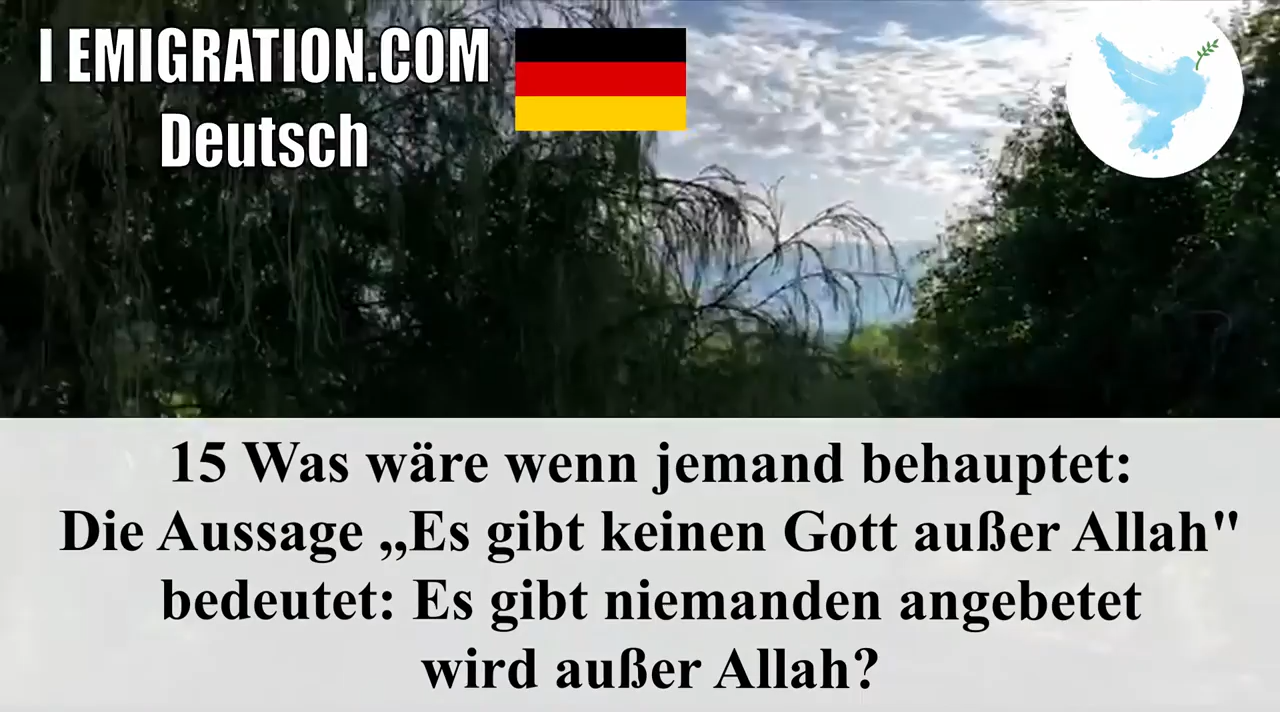 I EMIGRATION.COM
Deutsch
15 Was wäre wenn jemand behauptet:
Die Aussage „Es gibt keinen Gott außer Allah"
bedeutet: Es gibt niemanden angebetet
wird außer Allah?